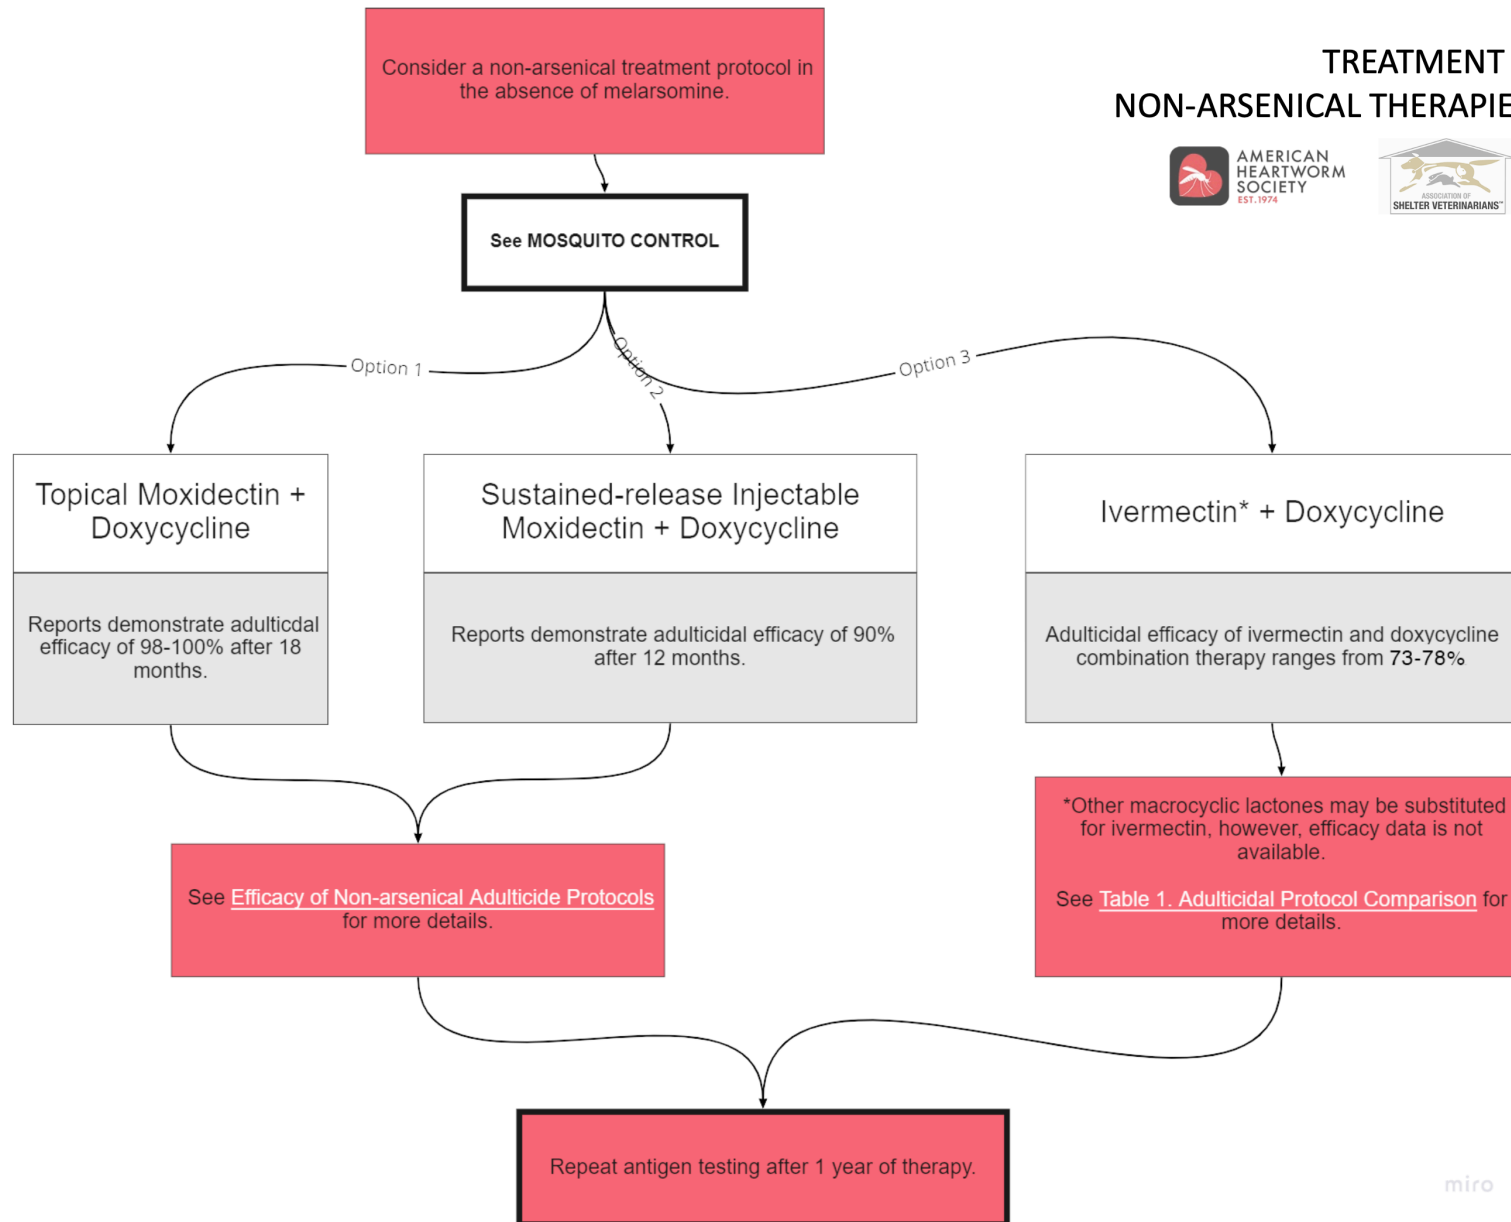 Consider a non-arsenical treatment protocol in
the absence of melarsomine.
TREATMENT
NON-ARSENICAL THERAPIE
AMERICAN
HEARTWORM
SOCIETY
EST. 1974
ASSOCIATION OF
SHELTER VETERINARIANS™
See MOSQUITO CONTROL
Option 1
Option 2
Option 3
Topical Moxidectin +
Doxycycline
Reports demonstrate adulticdal
efficacy of 98-100% after 18
months.
Sustained-release Injectable
Moxidectin + Doxycycline
Reports demonstrate adulticidal efficacy of 90%
after 12 months.
Ivermectin* + Doxycycline
Adulticidal efficacy of ivermectin and doxycycline
combination therapy ranges from 73-78%
See Efficacy of Non-arsenical Adulticide Protocols
for more details.
*Other macrocyclic lactones may be substituted
for ivermectin, however, efficacy data is not
available.
See Table 1. Adulticidal Protocol Comparison for
more details.
Repeat antigen testing after 1 year of therapy.
miro